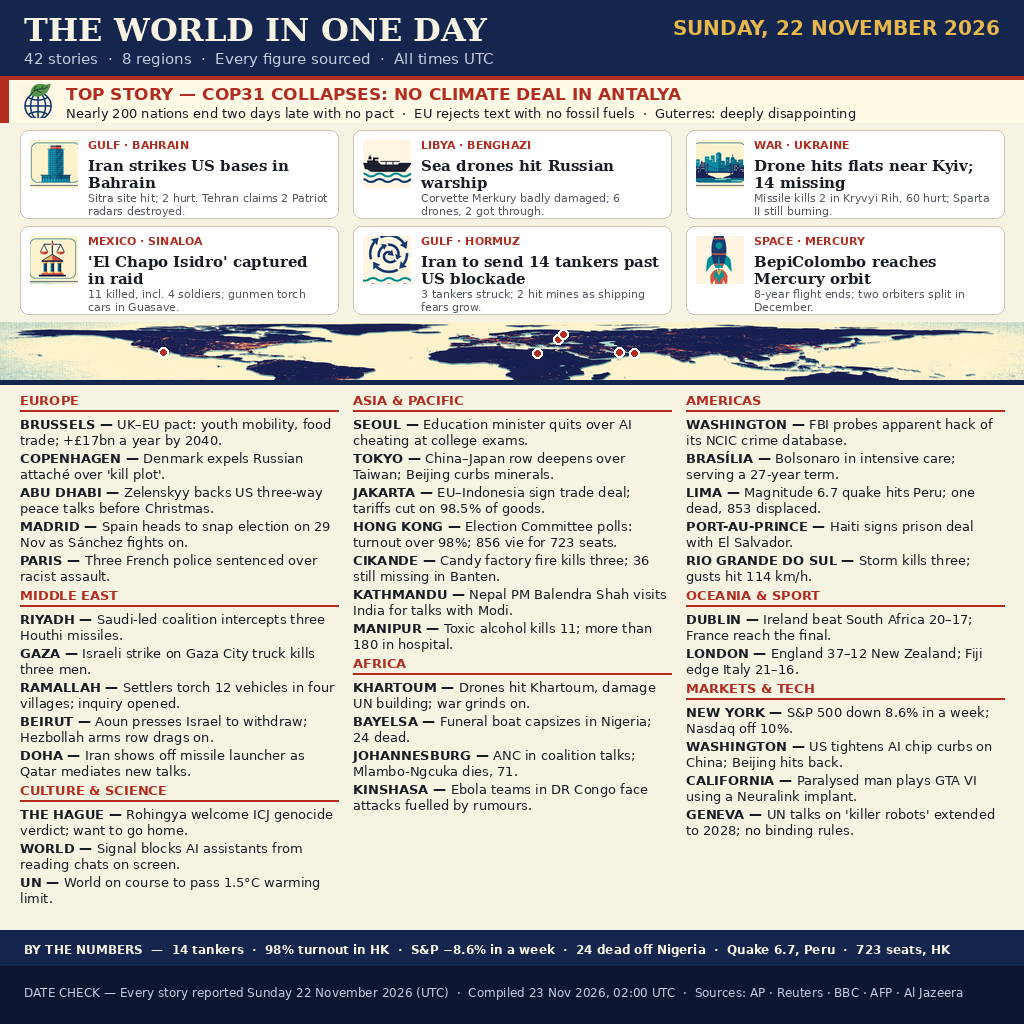 THE WORLD IN ONE DAY
SUNDAY, 22 NOVEMBER 2026
42 stories · 8 regions · Every figure sourced · All times UTC
TOP STORY — COP31 COLLAPSES: NO CLIMATE DEAL IN ANTALYA
Nearly 200 nations end two days late with no pact · EU rejects text with no fossil fuels · Guterres: deeply disappointing
GULF · BAHRAIN
Iran strikes US bases in
Bahrain
Sitra site hit; 2 hurt. Tehran claims 2 Patriot
radars destroyed.
LIBYA · BENGHAZI
Sea drones hit Russian
warship
Corvette Merkury badly damaged; 6
drones, 2 got through.
WAR · UKRAINE
Drone hits flats near Kyiv;
14 missing
Missile kills 2 in Kryvyi Rih, 60 hurt; Sparta
II still burning.
MEXICO · SINALOA
'El Chapo Isidro' captured
in raid
11 killed, incl. 4 soldiers; gunmen torch
cars in Guasave.
GULF · HORMUZ
Iran to send 14 tankers past
US blockade
3 tankers struck; 2 hit mines as shipping
fears grow.
SPACE · MERCURY
BepiColombo reaches
Mercury orbit
8-year flight ends; two orbiters split in
December.
EUROPE
BRUSSELS — UK–EU pact: youth mobility, food
trade; +£17bn a year by 2040.
COPENHAGEN — Denmark expels Russian
attaché over 'kill plot'.
ABU DHABI — Zelenskyy backs US three-way
peace talks before Christmas.
MADRID — Spain heads to snap election on 29
Nov as Sánchez fights on.
PARIS — Three French police sentenced over
racist assault.
MIDDLE EAST
RIYADH — Saudi-led coalition intercepts three
Houthi missiles.
GAZA — Israeli strike on Gaza City truck kills
three men.
RAMALLAH — Settlers torch 12 vehicles in four
villages; inquiry opened.
BEIRUT — Aoun presses Israel to withdraw;
Hezbollah arms row drags on.
DOHA — Iran shows off missile launcher as
Qatar mediates new talks.
CULTURE & SCIENCE
THE HAGUE — Rohingya welcome ICJ genocide
verdict; want to go home.
WORLD — Signal blocks AI assistants from
reading chats on screen.
UN — World on course to pass 1.5°C warming
limit.
ASIA & PACIFIC
SEOUL — Education minister quits over AI
cheating at college exams.
TOKYO — China–Japan row deepens over
Taiwan; Beijing curbs minerals.
JAKARTA — EU–Indonesia sign trade deal;
tariffs cut on 98.5% of goods.
HONG KONG — Election Committee polls:
turnout over 98%; 856 vie for 723 seats.
CIKANDE — Candy factory fire kills three; 36
still missing in Banten.
KATHMANDU — Nepal PM Balendra Shah visits
India for talks with Modi.
MANIPUR — Toxic alcohol kills 11; more than
180 in hospital.
AFRICA
KHARTOUM — Drones hit Khartoum, damage
UN building; war grinds on.
BAYELSA — Funeral boat capsizes in Nigeria;
24 dead.
JOHANNESBURG — ANC in coalition talks;
Mlambo-Ngcuka dies, 71.
KINSHASA — Ebola teams in DR Congo face
attacks fuelled by rumours.
AMERICAS
WASHINGTON — FBI probes apparent hack of
its NCIC crime database.
BRASÍLIA — Bolsonaro in intensive care;
serving a 27-year term.
LIMA — Magnitude 6.7 quake hits Peru; one
dead, 853 displaced.
PORT-AU-PRINCE — Haiti signs prison deal
with El Salvador.
RIO GRANDE DO SUL — Storm kills three;
gusts hit 114 km/h.
OCEANIA & SPORT
DUBLIN — Ireland beat South Africa 20–17;
France reach the final.
LONDON — England 37–12 New Zealand; Fiji
edge Italy 21–16.
MARKETS & TECH
NEW YORK — S&P 500 down 8.6% in a week;
Nasdaq off 10%.
WASHINGTON — US tightens AI chip curbs on
China; Beijing hits back.
CALIFORNIA — Paralysed man plays GTA VI
using a Neuralink implant.
GENEVA — UN talks on 'killer robots' extended
to 2028; no binding rules.
BY THE NUMBERS — 14 tankers · 98% turnout in HK · S&P −8.6% in a week · 24 dead off Nigeria · Quake 6.7, Peru · 723 seats, HK
DATE CHECK — Every story reported Sunday 22 November 2026 (UTC) · Compiled 23 Nov 2026, 02:00 UTC · Sources: AP · Reuters · BBC · AFP · Al Jazeera